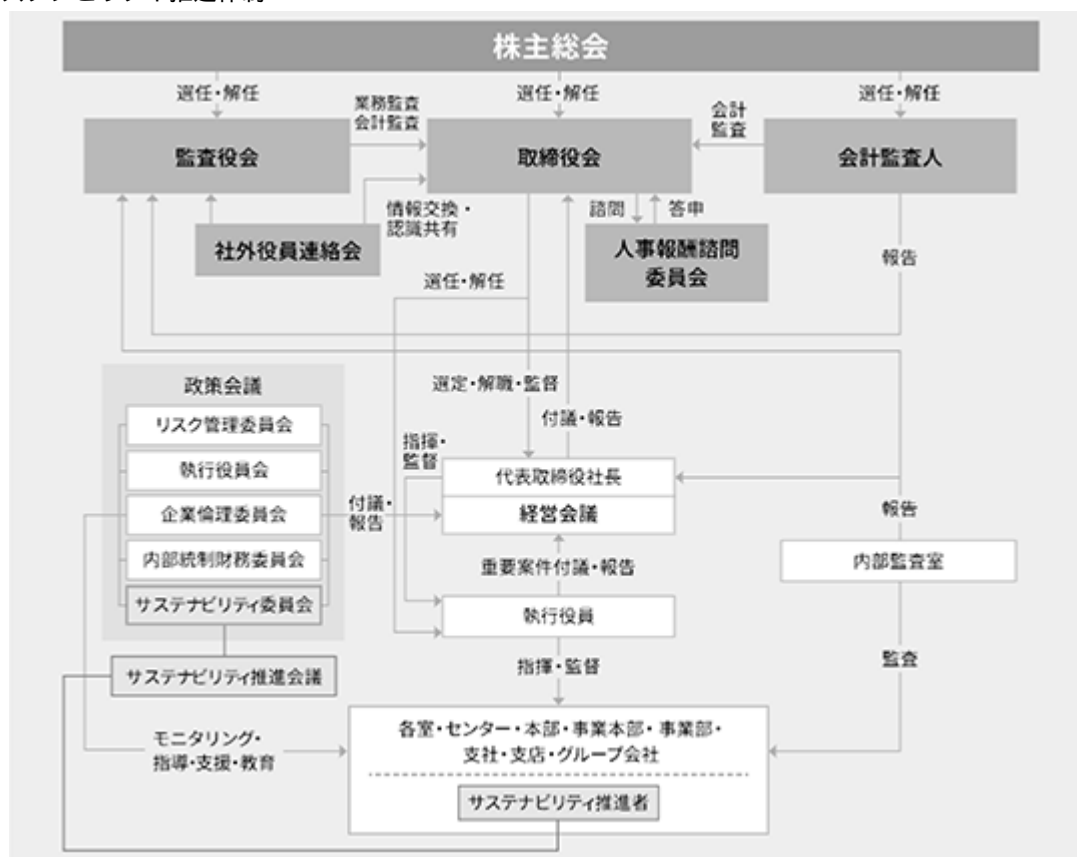 株主総会
選任・解任
選任・解任
選任・解任
業務監査
会計監査
会計
監査
監査役会
取締役会
会計監査人
情報交換・
認識共有
諮問
答申
社外役員連絡会
人事報酬諮問
委員会
報告
選任・解任
政策会議
選定・解職・監督
リスク管理委員会
付議・報告
指揮・
監督
執行役員会
代表取締役社長
企業倫理委員会
付議・
報告
経営会議
報告
内部統制財務委員会
重要案件付議・報告
内部監査室
サステナビリティ委員会
執行役員
サステナビリティ推進会議
指揮・監督
監査
モニタリング・
指導・支援・教育
各室・センター・本部・事業本部・事業部・
支社・支店・グループ会社
サステナビリティ推進者